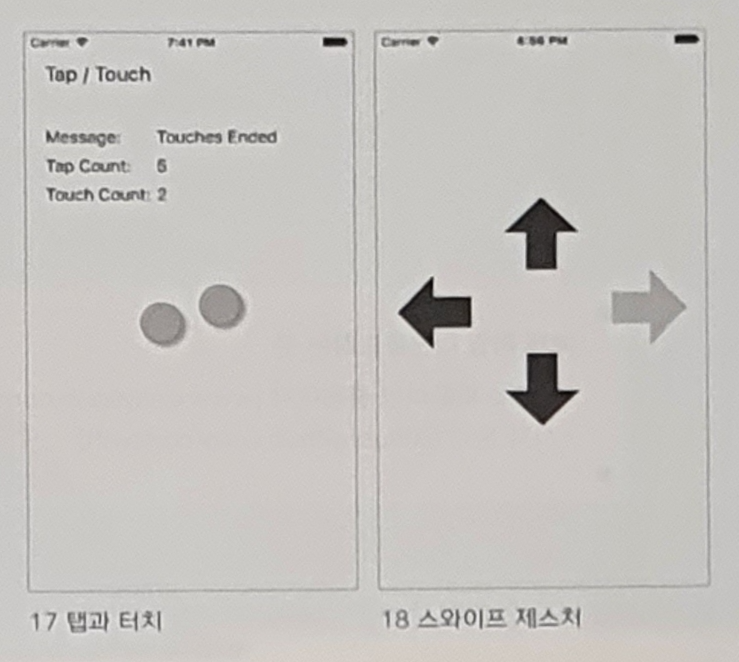 Carrier 7:41 PM
Tap / Touch
Message: Touches Ended
Tap Count: 5
Touch Count: 2
17 탭과 터치
Carrier 6:56 PM
18 스와이프 제스처